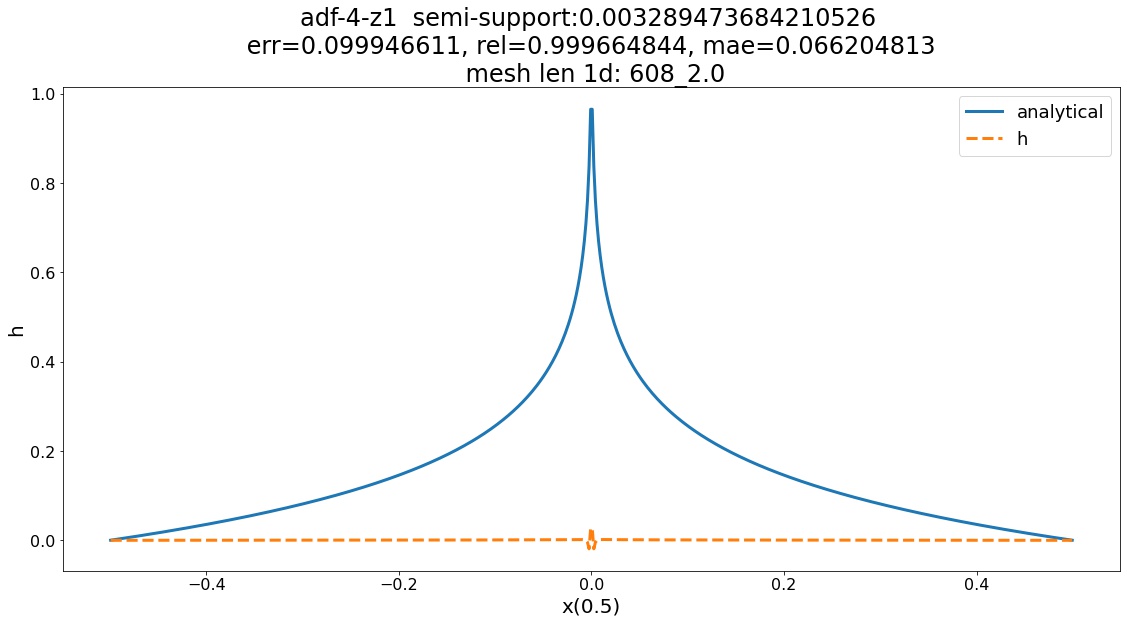 adf-4-z1  semi-support:0.003289473684210526
err=0.099946611, rel=0.999664844, mae=0.066204813
mesh len 1d: 608_2.0
analytical
h
h
1.0
0.8
0.6
0.4
0.2
0.0
−0.4
−0.2
0.0
0.2
0.4
x(0.5)